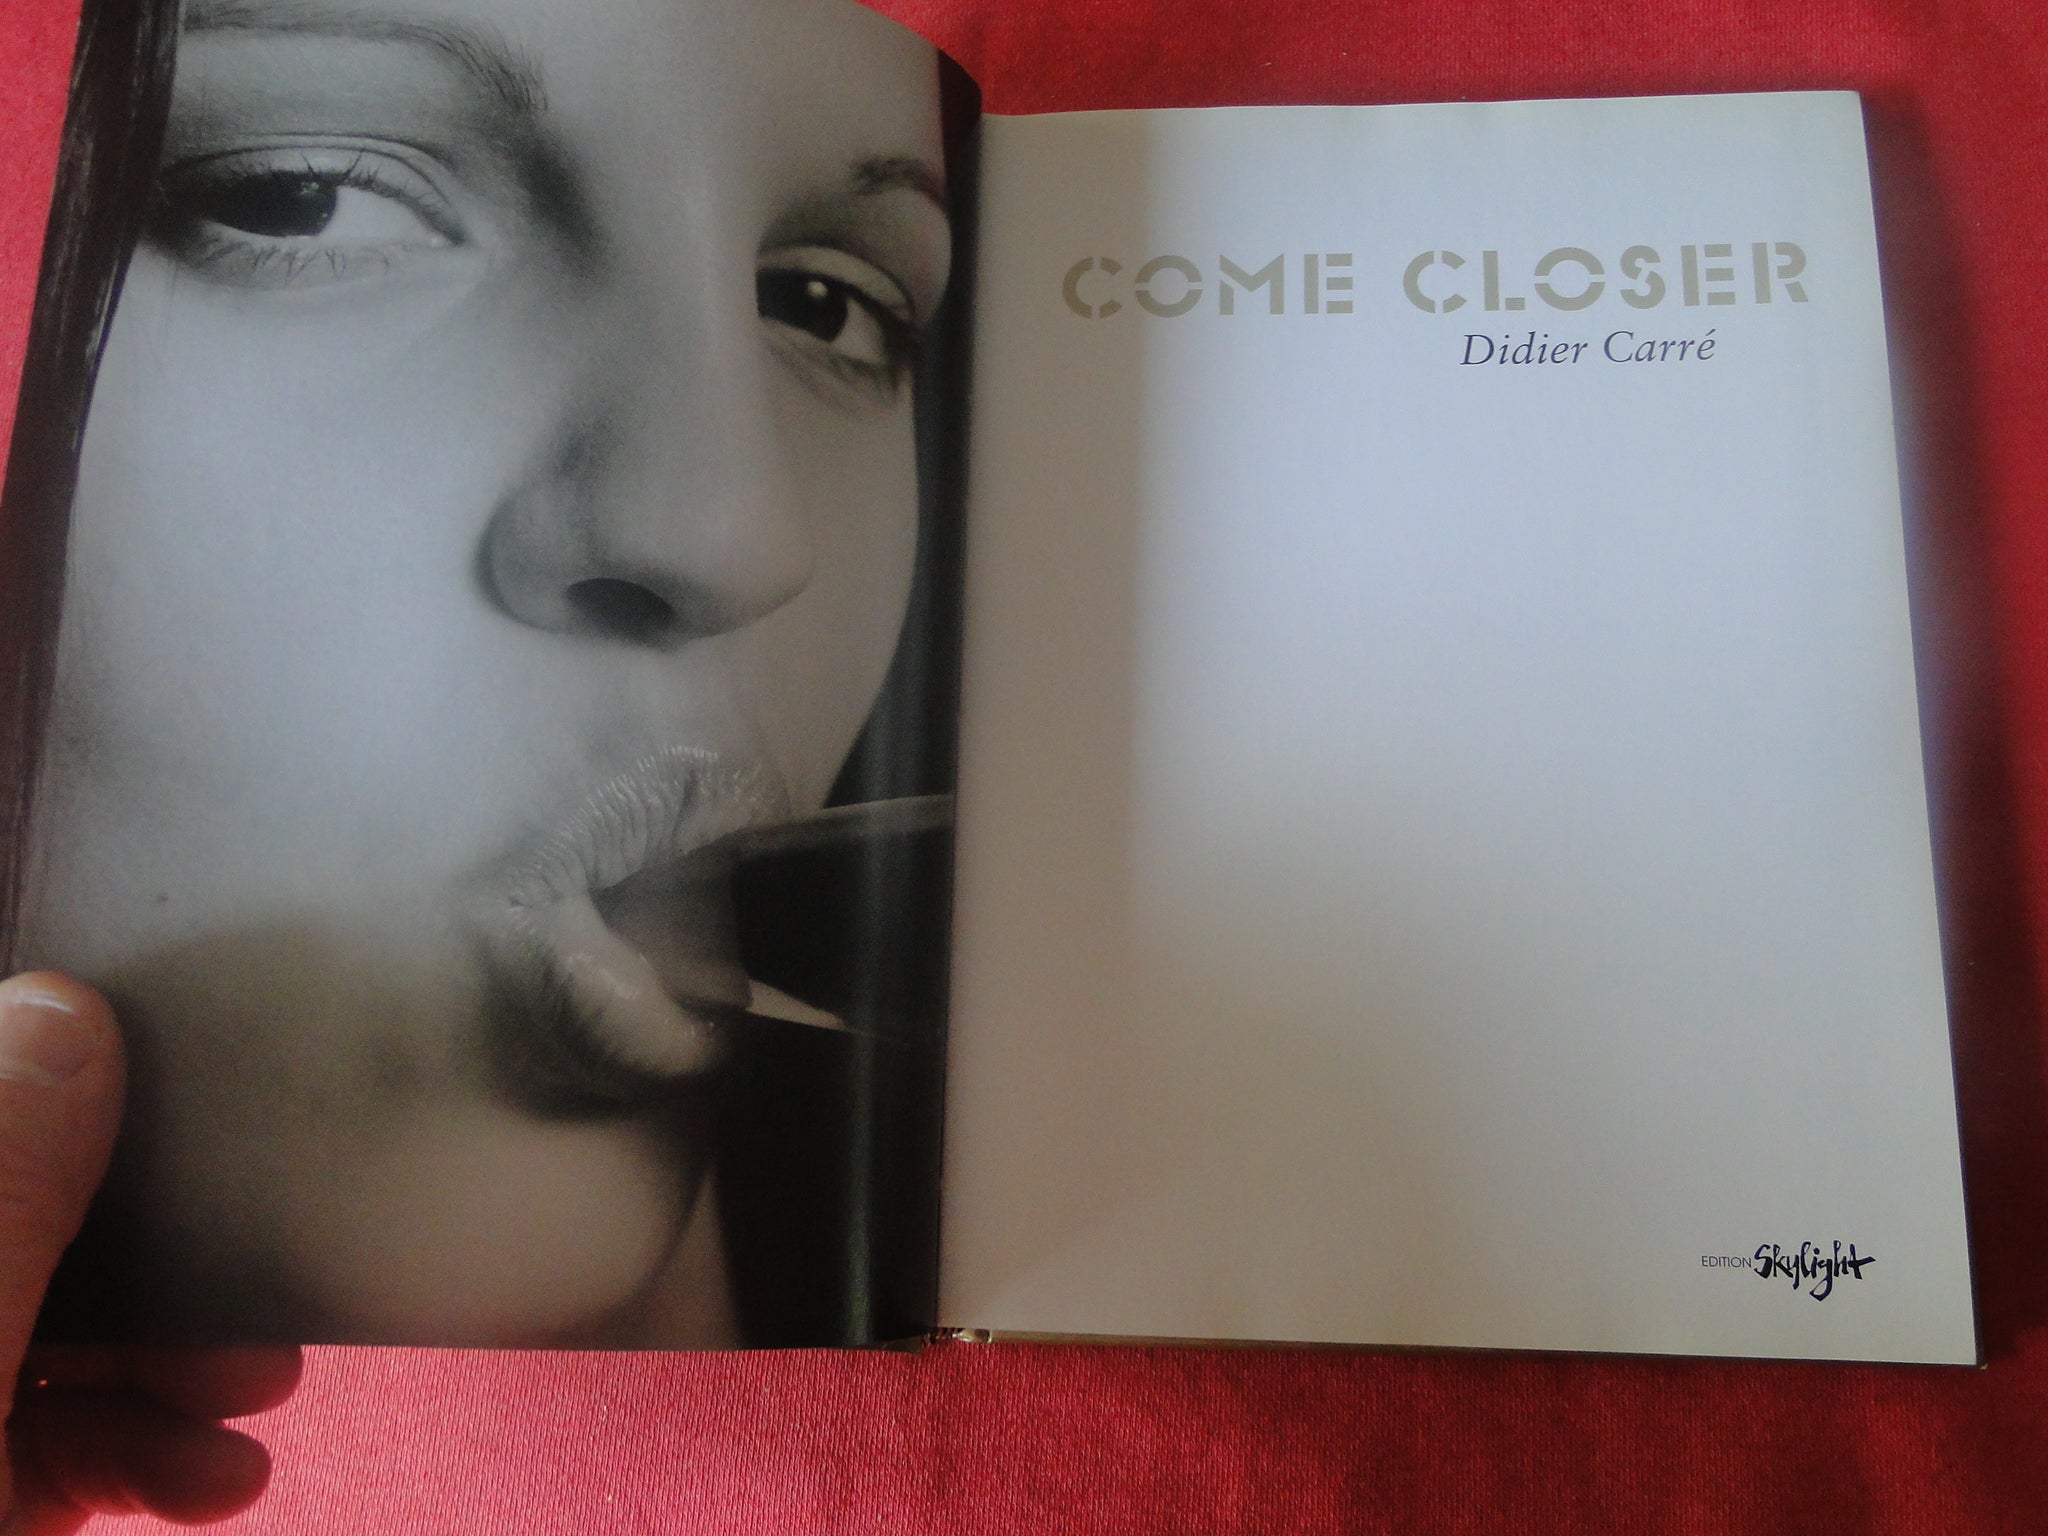 COME CLOSER
Didier Carré
EDITION Skylight